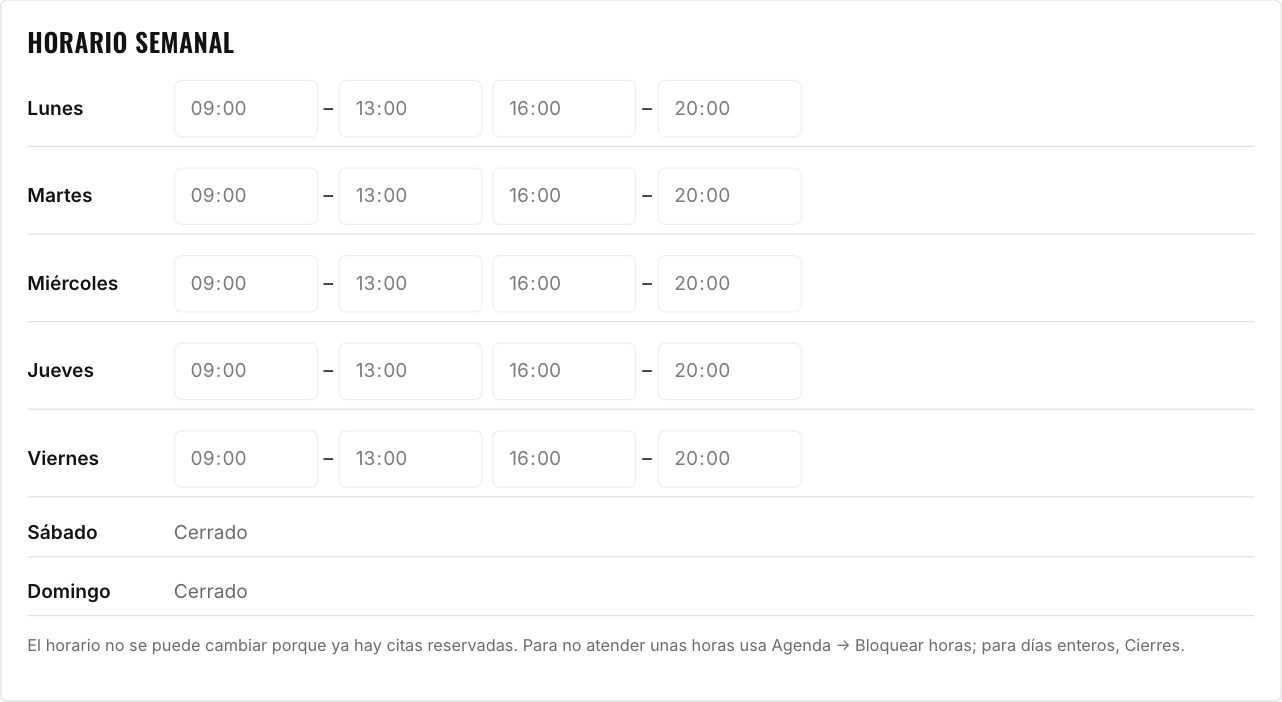 HORARIO SEMANAL
Lunes 09:00 – 13:00 16:00 – 20:00
Martes 09:00 – 13:00 16:00 – 20:00
Miércoles 09:00 – 13:00 16:00 – 20:00
Jueves 09:00 – 13:00 16:00 – 20:00
Viernes 09:00 – 13:00 16:00 – 20:00
Sábado Cerrado
Domingo Cerrado
El horario no se puede cambiar porque ya hay citas reservadas. Para no atender unas horas usa Agenda → Bloquear horas; para días enteros, Cierres.